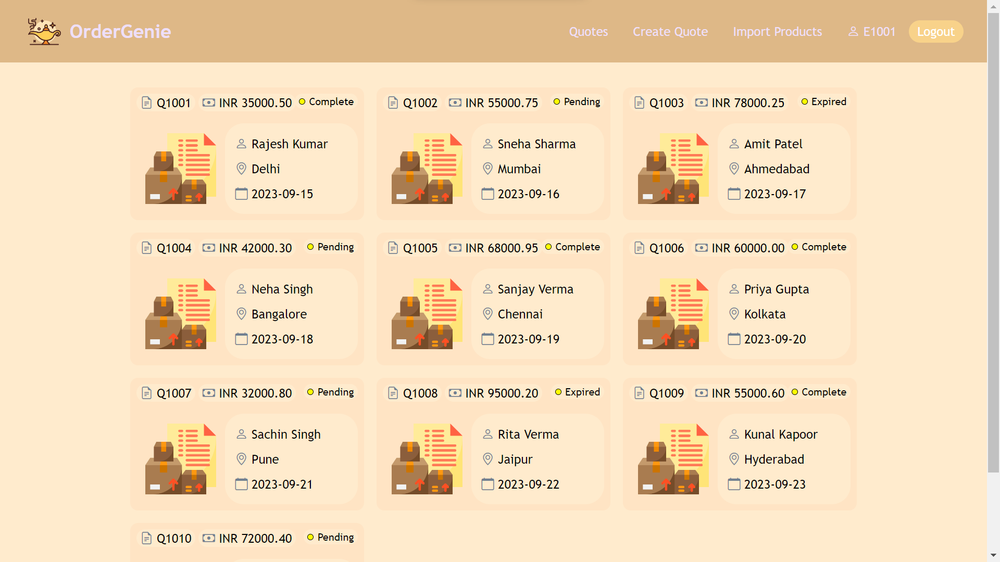 OrderGenie
Quotes
Create Quote
Import Products
E1001
Logout
Q1001 INR 35000.50 Complete
Rajesh Kumar
Delhi
2023-09-15
Q1002 INR 55000.75 Pending
Sneha Sharma
Mumbai
2023-09-16
Q1003 INR 78000.25 Expired
Amit Patel
Ahmedabad
2023-09-17
Q1004 INR 42000.30 Pending
Neha Singh
Bangalore
2023-09-18
Q1005 INR 68000.95 Complete
Sanjay Verma
Chennai
2023-09-19
Q1006 INR 60000.00 Complete
Priya Gupta
Kolkata
2023-09-20
Q1007 INR 32000.80 Pending
Sachin Singh
Pune
2023-09-21
Q1008 INR 95000.20 Expired
Rita Verma
Jaipur
2023-09-22
Q1009 INR 55000.60 Complete
Kunal Kapoor
Hyderabad
2023-09-23
Q1010 INR 72000.40 Pending